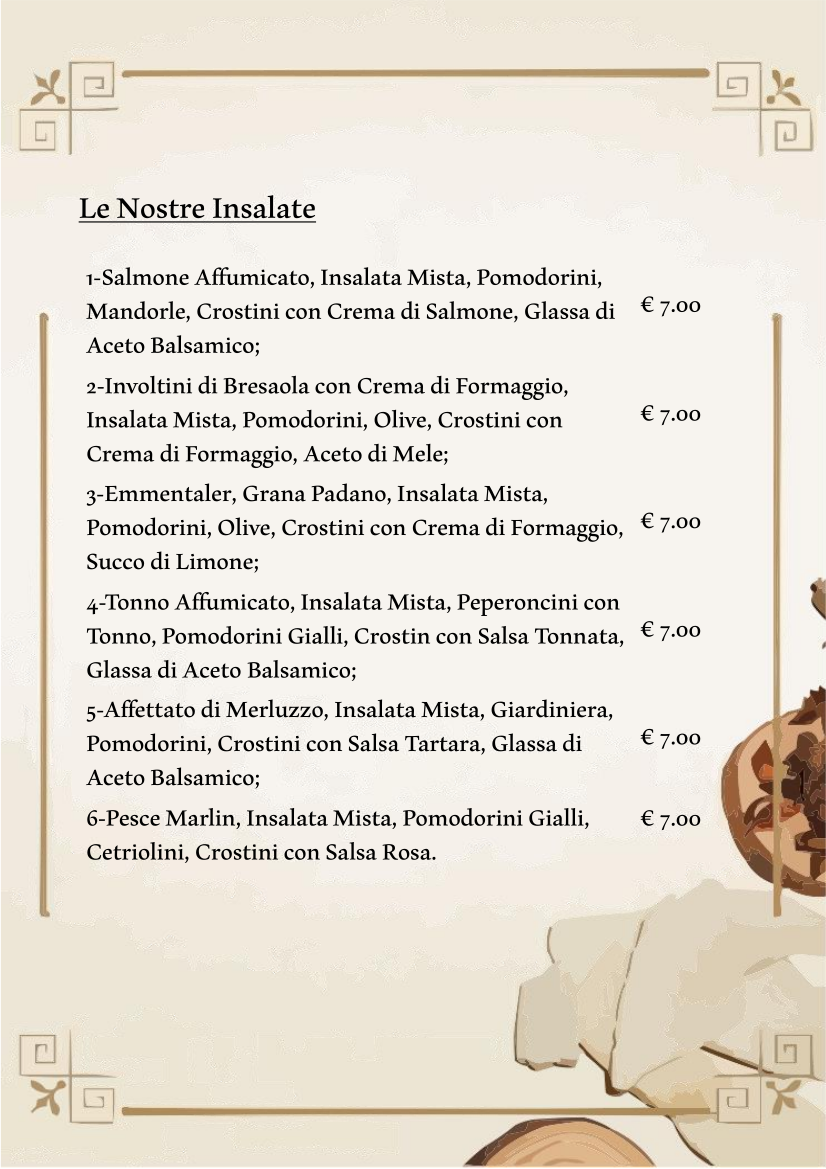 Le Nostre Insalate
1-Salmone Affumicato, Insalata Mista, Pomodorini,
Mandorle, Crostini con Crema di Salmone, Glassa di
Aceto Balsamico;
€ 7.00
2-Involtini di Bresaola con Crema di Formaggio,
Insalata Mista, Pomodorini, Olive, Crostini con
Crema di Formaggio, Aceto di Mele;
€ 7.00
3-Emmentaler, Grana Padano, Insalata Mista,
Pomodorini, Olive, Crostini con Crema di Formaggio,
Succo di Limone;
€ 7.00
4-Tonno Affumicato, Insalata Mista, Peperoncini con
Tonno, Pomodorini Gialli, Crostin con Salsa Tonnata,
Glassa di Aceto Balsamico;
€ 7.00
5-Affettato di Merluzzo, Insalata Mista, Giardiniera,
Pomodorini, Crostini con Salsa Tartara, Glassa di
Aceto Balsamico;
€ 7.00
6-Pesce Marlin, Insalata Mista, Pomodorini Gialli,
Cetriolini, Crostini con Salsa Rosa.
€ 7.00